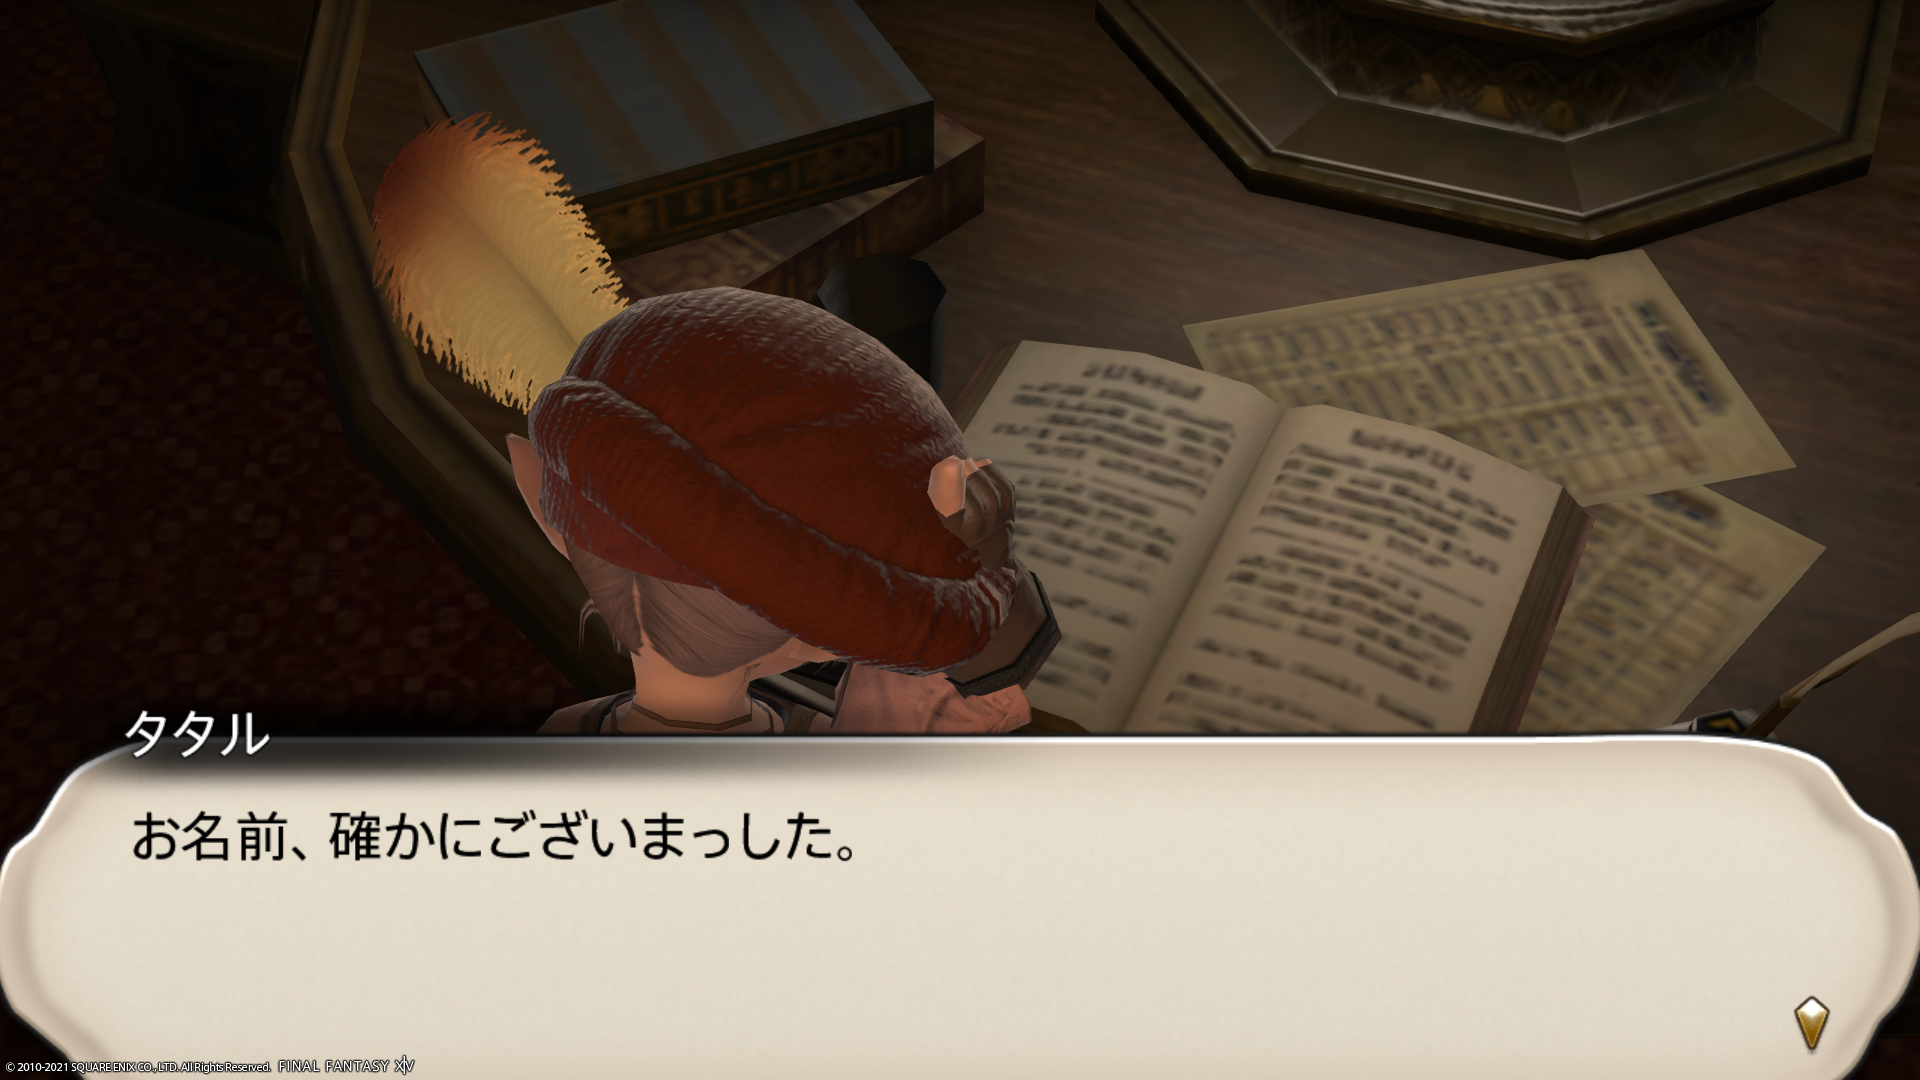 タタル
お名前、確かにございまっした。
© 2010-2021 SQUARE ENIX CO., LTD. All Rights Reserved. FINAL FANTASY XIV